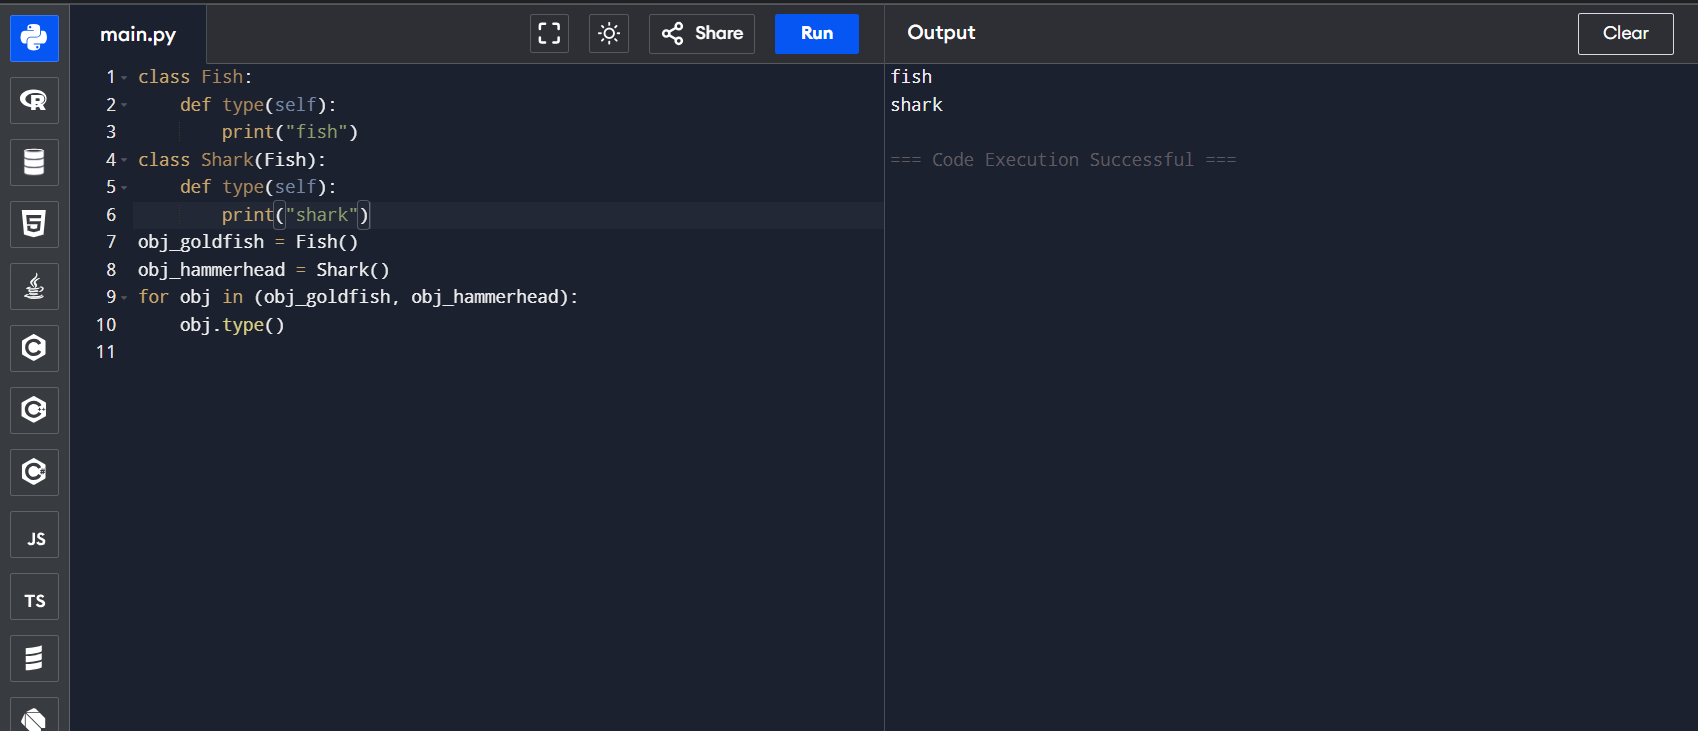 main.py
Share
Run
Output
Clear
1 class Fish:
2     def type(self):
3         print("fish")
4 class Shark(Fish):
5     def type(self):
6         print("shark")
7 obj_goldfish = Fish()
8 obj_hammerhead = Shark()
9 for obj in (obj_goldfish, obj_hammerhead):
10     obj.type()
11
fish
shark
=== Code Execution Successful ===
R
5
C
C++
C#
JS
TS